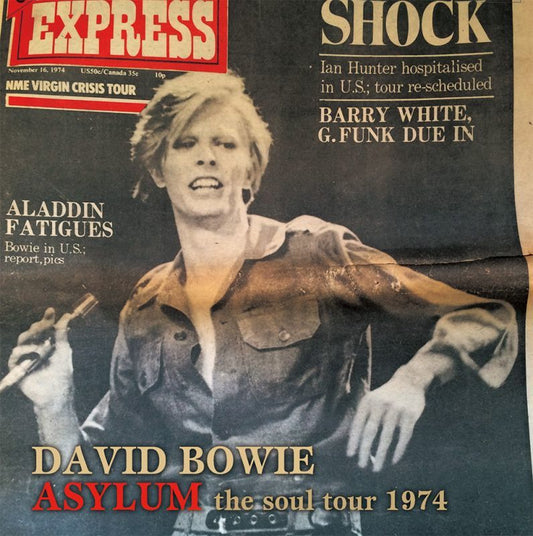 EXPRESS
November 16, 1974 US50c/Canada 35c 10p
NME VIRGIN CRISIS TOUR
SHOCK
Ian Hunter hospitalised
in U.S.; tour re-scheduled
BARRY WHITE,
G.FUNK DUE IN
ALADDIN
FATIGUES
Bowie in U.S.;
report,pics
DAVID BOWIE
ASYLUM the soul tour 1974